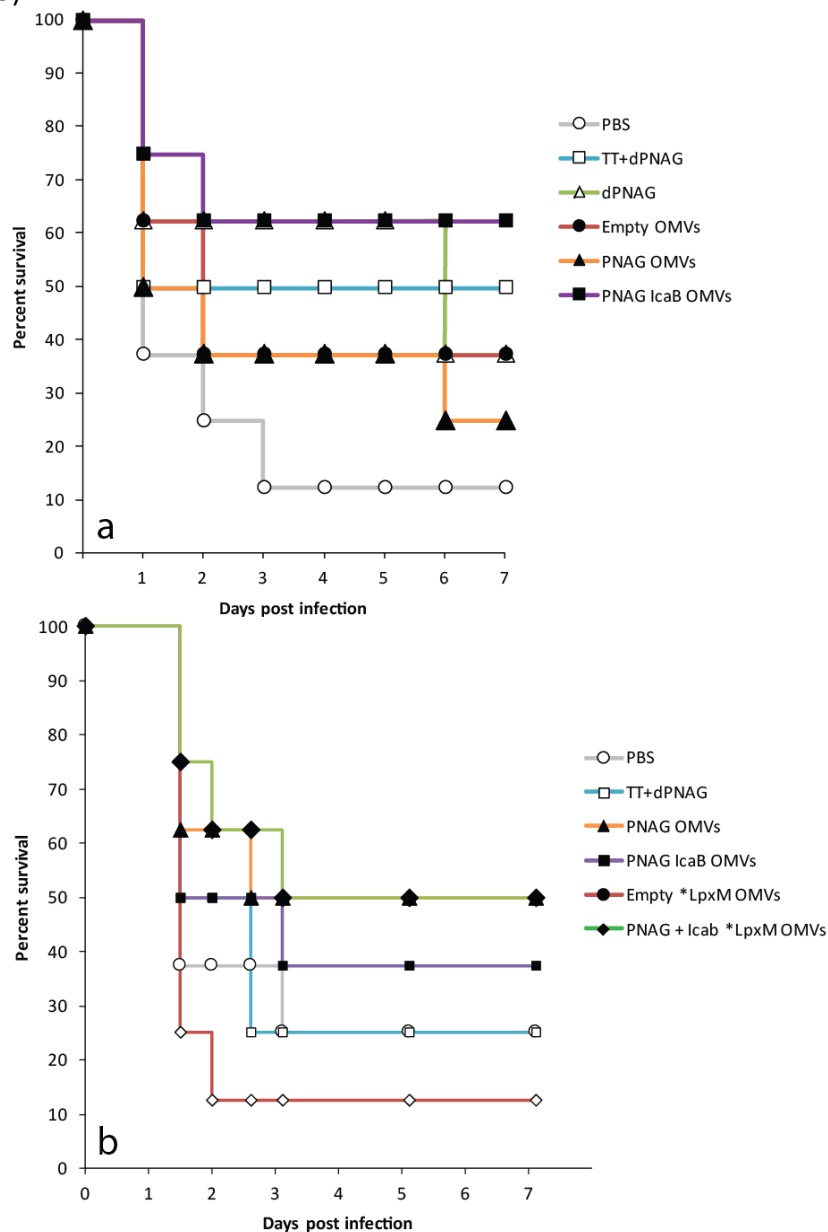 100
90
80
70
60
50
40
30
20
10
0
Percent survival
a
1 2 3 4 5 6 7
Days post infection
PBS
TT+dPNAG
dPNAG
Empty OMVs
PNAG OMVs
PNAG IcaB OMVs
100
90
80
70
60
50
40
30
20
10
0
Percent survival
b
0 1 2 3 4 5 6 7
Days post infection
PBS
TT+dPNAG
PNAG OMVs
PNAG IcaB OMVs
Empty *LpxM OMVs
PNAG + Icab *LpxM OMVs